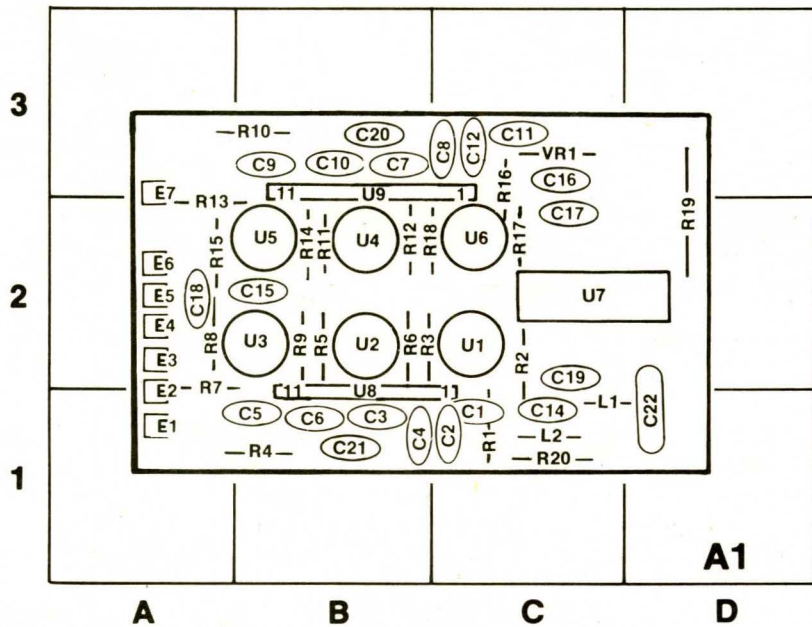 3
R10
C20
C8
C12
C11
C9
C10
C7
VR1
R16
C16
E7
R13
11 U9 1
C17
R19
R15
U5
R14
R11
U4
R12
R18
U6
R17
E6
2
E5
C18
C15
U7
E4
R8
U3
R9
R5
U2
R6
R3
U1
R2
E3
C19
E2
R7
11 U8 1
L1
C22
E1
C5
C6
C3
C4
C2
C1
C14
R4
C21
R1
L2
R20
1
A1
A B C D